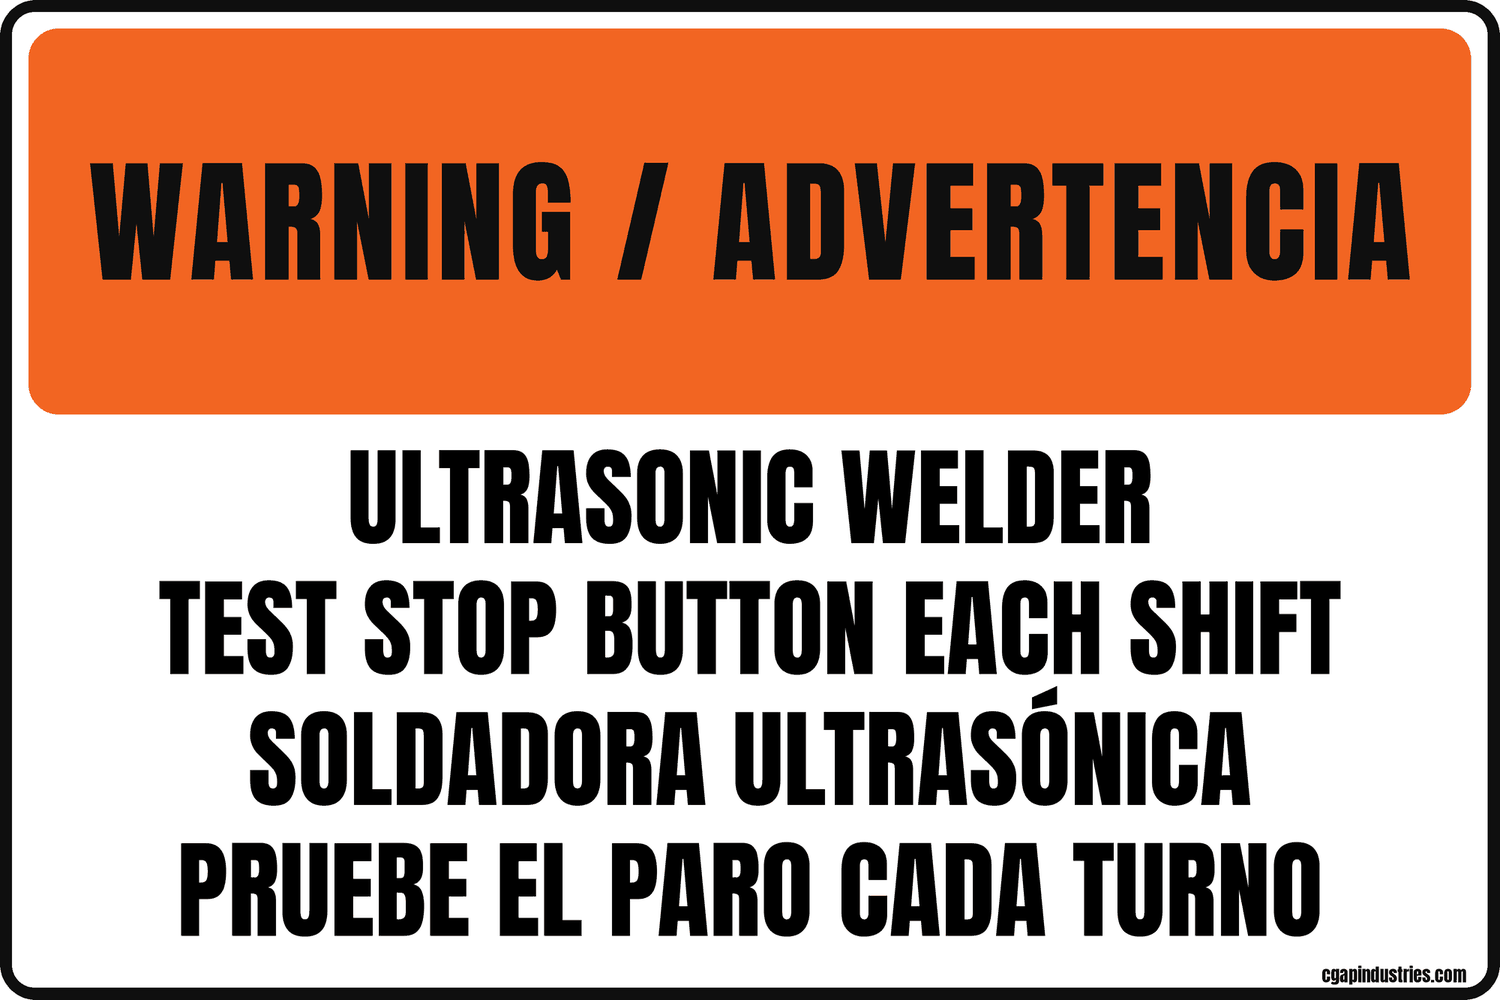 WARNING / ADVERTENCIA
ULTRASONIC WELDER
TEST STOP BUTTON EACH SHIFT
SOLDADORA ULTRASÓNICA
PRUEBE EL PARO CADA TURNO
cgapindustries.com